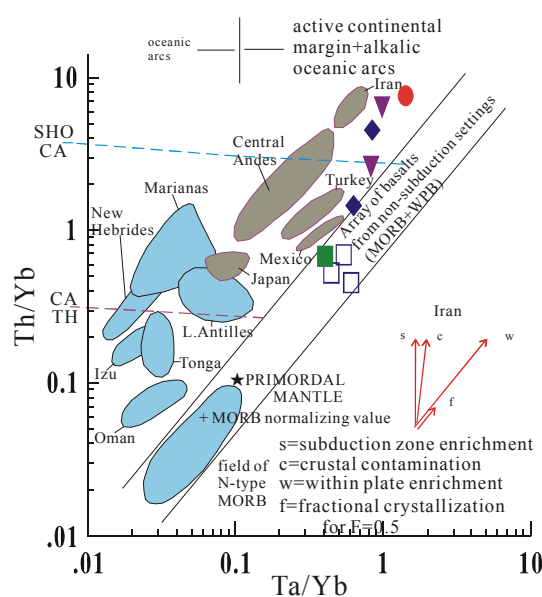 oceanic
arcs
active continental
margin+alkalic
oceanic arcs
10
Iran
SHO
CA
Central
Andes
Marianas
Turkey
New
Hebrides
Array of basalts
from non-subduction settings
(MORB+WPB)
1
Mexico
Japan
CA
TH
L.Antilles
Th/Yb
Izu
Tonga
Iran
s
c
w
f
0.1
PRIMORDAL
MANTLE
+ MORB normalizing value
Oman
field of
N-type
MORB
s=subduction zone enrichment
c=crustal contamination
w=within plate enrichment
f=fractional crystallization
for F=0.5
.01
.01
0.1
1
10
Ta/Yb